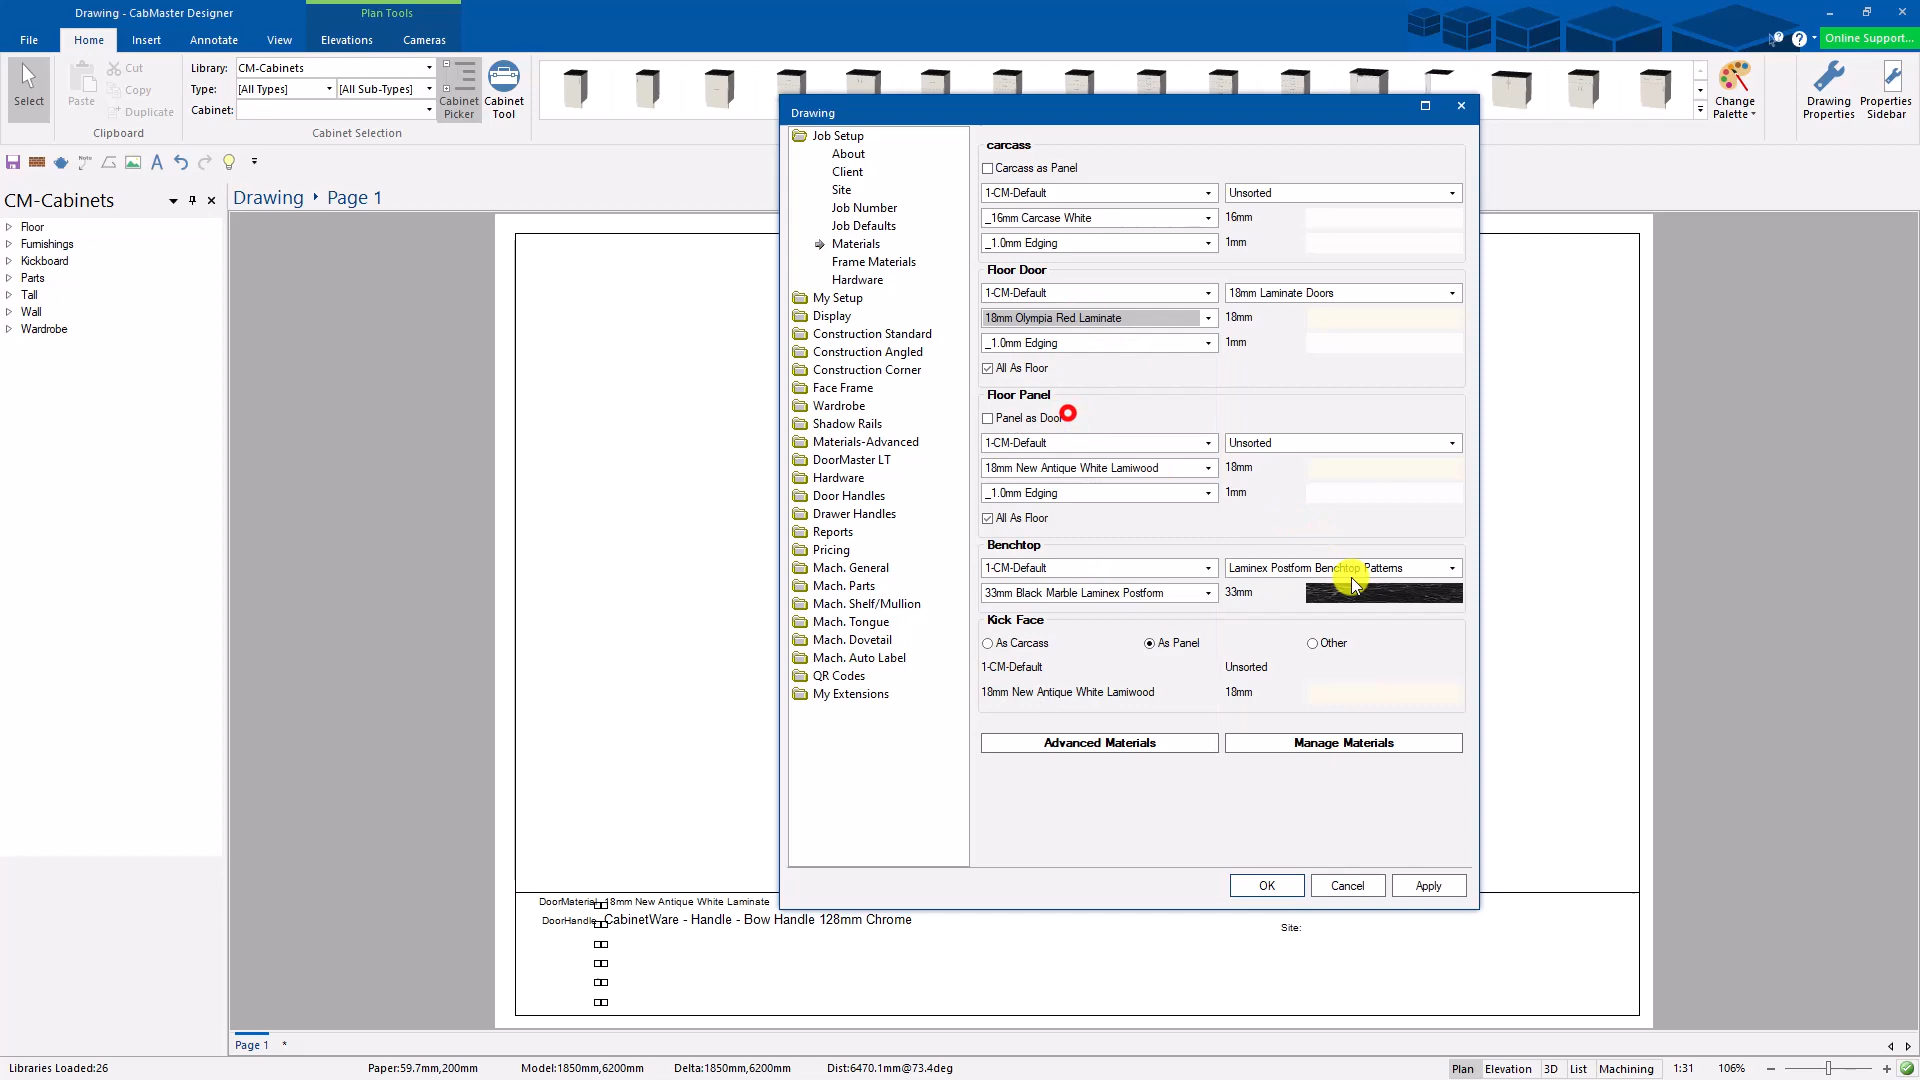 Drawing - CabMaster Designer
Plan Tools
File Home Insert Annotate View Elevations Cameras
Online Support...
Select
Paste
Cut
Copy
Duplicate
Clipboard
Library: CM-Cabinets
Type: [All Types] [All Sub-Types]
Cabinet:
Cabinet Selection
Cabinet Picker
Cabinet Tool
Change Palette
Drawing Properties
Properties Sidebar
CM-Cabinets
Floor
Furnishings
Kickboard
Parts
Tall
Wall
Wardrobe
Drawing Page 1
Drawing
Job Setup
About
Client
Site
Job Number
Job Defaults
Materials
Frame Materials
Hardware
My Setup
Display
Construction Standard
Construction Angled
Construction Corner
Face Frame
Wardrobe
Shadow Rails
Materials-Advanced
DoorMaster LT
Hardware
Door Handles
Drawer Handles
Reports
Pricing
Mach. General
Mach. Parts
Mach. Shelf/Mullion
Mach. Tongue
Mach. Dovetail
Mach. Auto Label
QR Codes
My Extensions
carcass
Carcass as Panel
1-CM-Default Unsorted
_16mm Carcase White 16mm
_1.0mm Edging 1mm
Floor Door
1-CM-Default 18mm Laminate Doors
18mm Olympia Red Laminate 18mm
_1.0mm Edging 1mm
All As Floor
Floor Panel
Panel as Door
1-CM-Default Unsorted
18mm New Antique White Lamiwood 18mm
_1.0mm Edging 1mm
All As Floor
Benchtop
1-CM-Default Laminex Postform Benchtop Patterns
33mm Black Marble Laminex Postform 33mm
Kick Face
As Carcass As Panel Other
1-CM-Default Unsorted
18mm New Antique White Lamiwood 18mm
Advanced Materials Manage Materials
OK Cancel Apply
DoorMaterial 18mm New Antique White Laminate
DoorHandle CabinetWare - Handle - Bow Handle 128mm Chrome
Site:
Page 1 *
Libraries Loaded:26 Paper:59.7mm,200mm Model:1850mm,6200mm Delta:1850mm,6200mm Dist:6470.1mm@73.4deg Plan Elevation 3D List Machining 1:31 106%